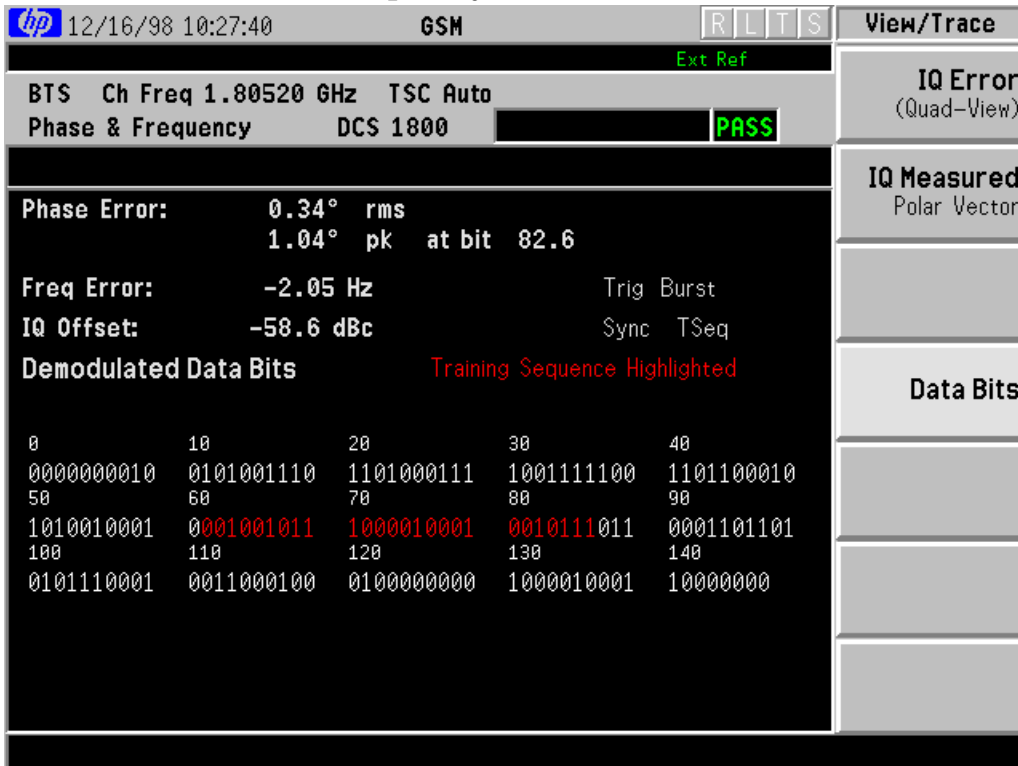 hp 12/16/98 10:27:40 GSM R L T S View/Trace
Ext Ref
IQ Error
(Quad-View)
BTS Ch Freq 1.80520 GHz TSC Auto
Phase & Frequency DCS 1800 PASS
IQ Measured
Polar Vector
Phase Error: 0.34° rms
1.04° pk at bit 82.6
Freq Error: -2.05 Hz Trig Burst
IQ Offset: -58.6 dBc Sync TSeq
Demodulated Data Bits Training Sequence Highlighted
Data Bits
0 10 20 30 40
0000000010 0101001110 1101000111 1001111100 1101100010
50 60 70 80 90
1010010001 0001001011 1000010001 0010111011 0001101101
100 110 120 130 140
0101110001 0011000100 0100000000 1000010001 10000000